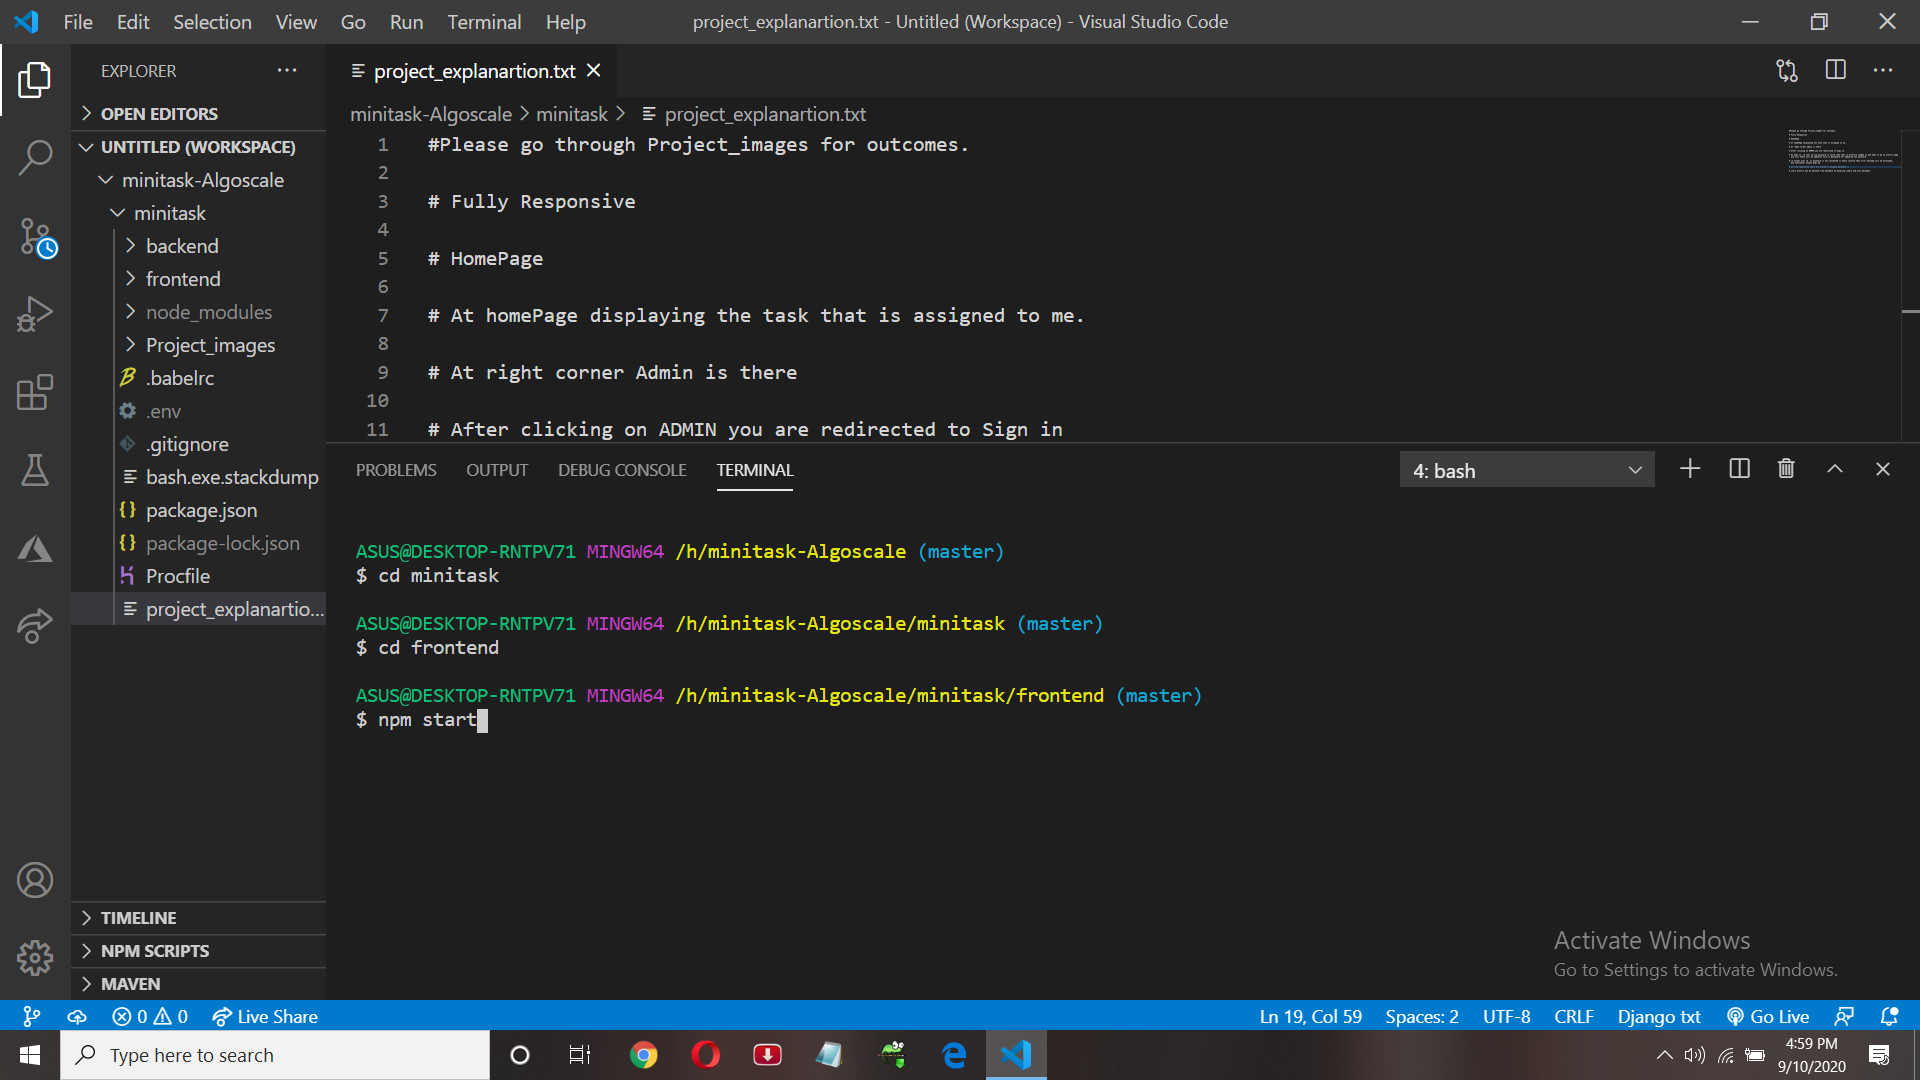 File Edit Selection View Go Run Terminal Help project_explanartion.txt - Untitled (Workspace) - Visual Studio Code
EXPLORER
OPEN EDITORS
UNTITLED (WORKSPACE)
minitask-Algoscale
minitask
backend
frontend
node_modules
Project_images
.babelrc
.env
.gitignore
bash.exe.stackdump
package.json
package-lock.json
Procfile
project_explanartio...
TIMELINE
NPM SCRIPTS
MAVEN
project_explanartion.txt
minitask-Algoscale > minitask > project_explanartion.txt
1 #Please go through Project_images for outcomes.
2
3 # Fully Responsive
4
5 # HomePage
6
7 # At homePage displaying the task that is assigned to me.
8
9 # At right corner Admin is there
10
11 # After clicking on ADMIN you are redirected to Sign in
PROBLEMS OUTPUT DEBUG CONSOLE TERMINAL 4: bash
ASUS@DESKTOP-RNTPV71 MINGW64 /h/minitask-Algoscale (master)
$ cd minitask
ASUS@DESKTOP-RNTPV71 MINGW64 /h/minitask-Algoscale/minitask (master)
$ cd frontend
ASUS@DESKTOP-RNTPV71 MINGW64 /h/minitask-Algoscale/minitask/frontend (master)
$ npm start
Activate Windows
Go to Settings to activate Windows.
0 0 Live Share Ln 19, Col 59 Spaces: 2 UTF-8 CRLF Django txt Go Live
Type here to search
4:59 PM
9/10/2020